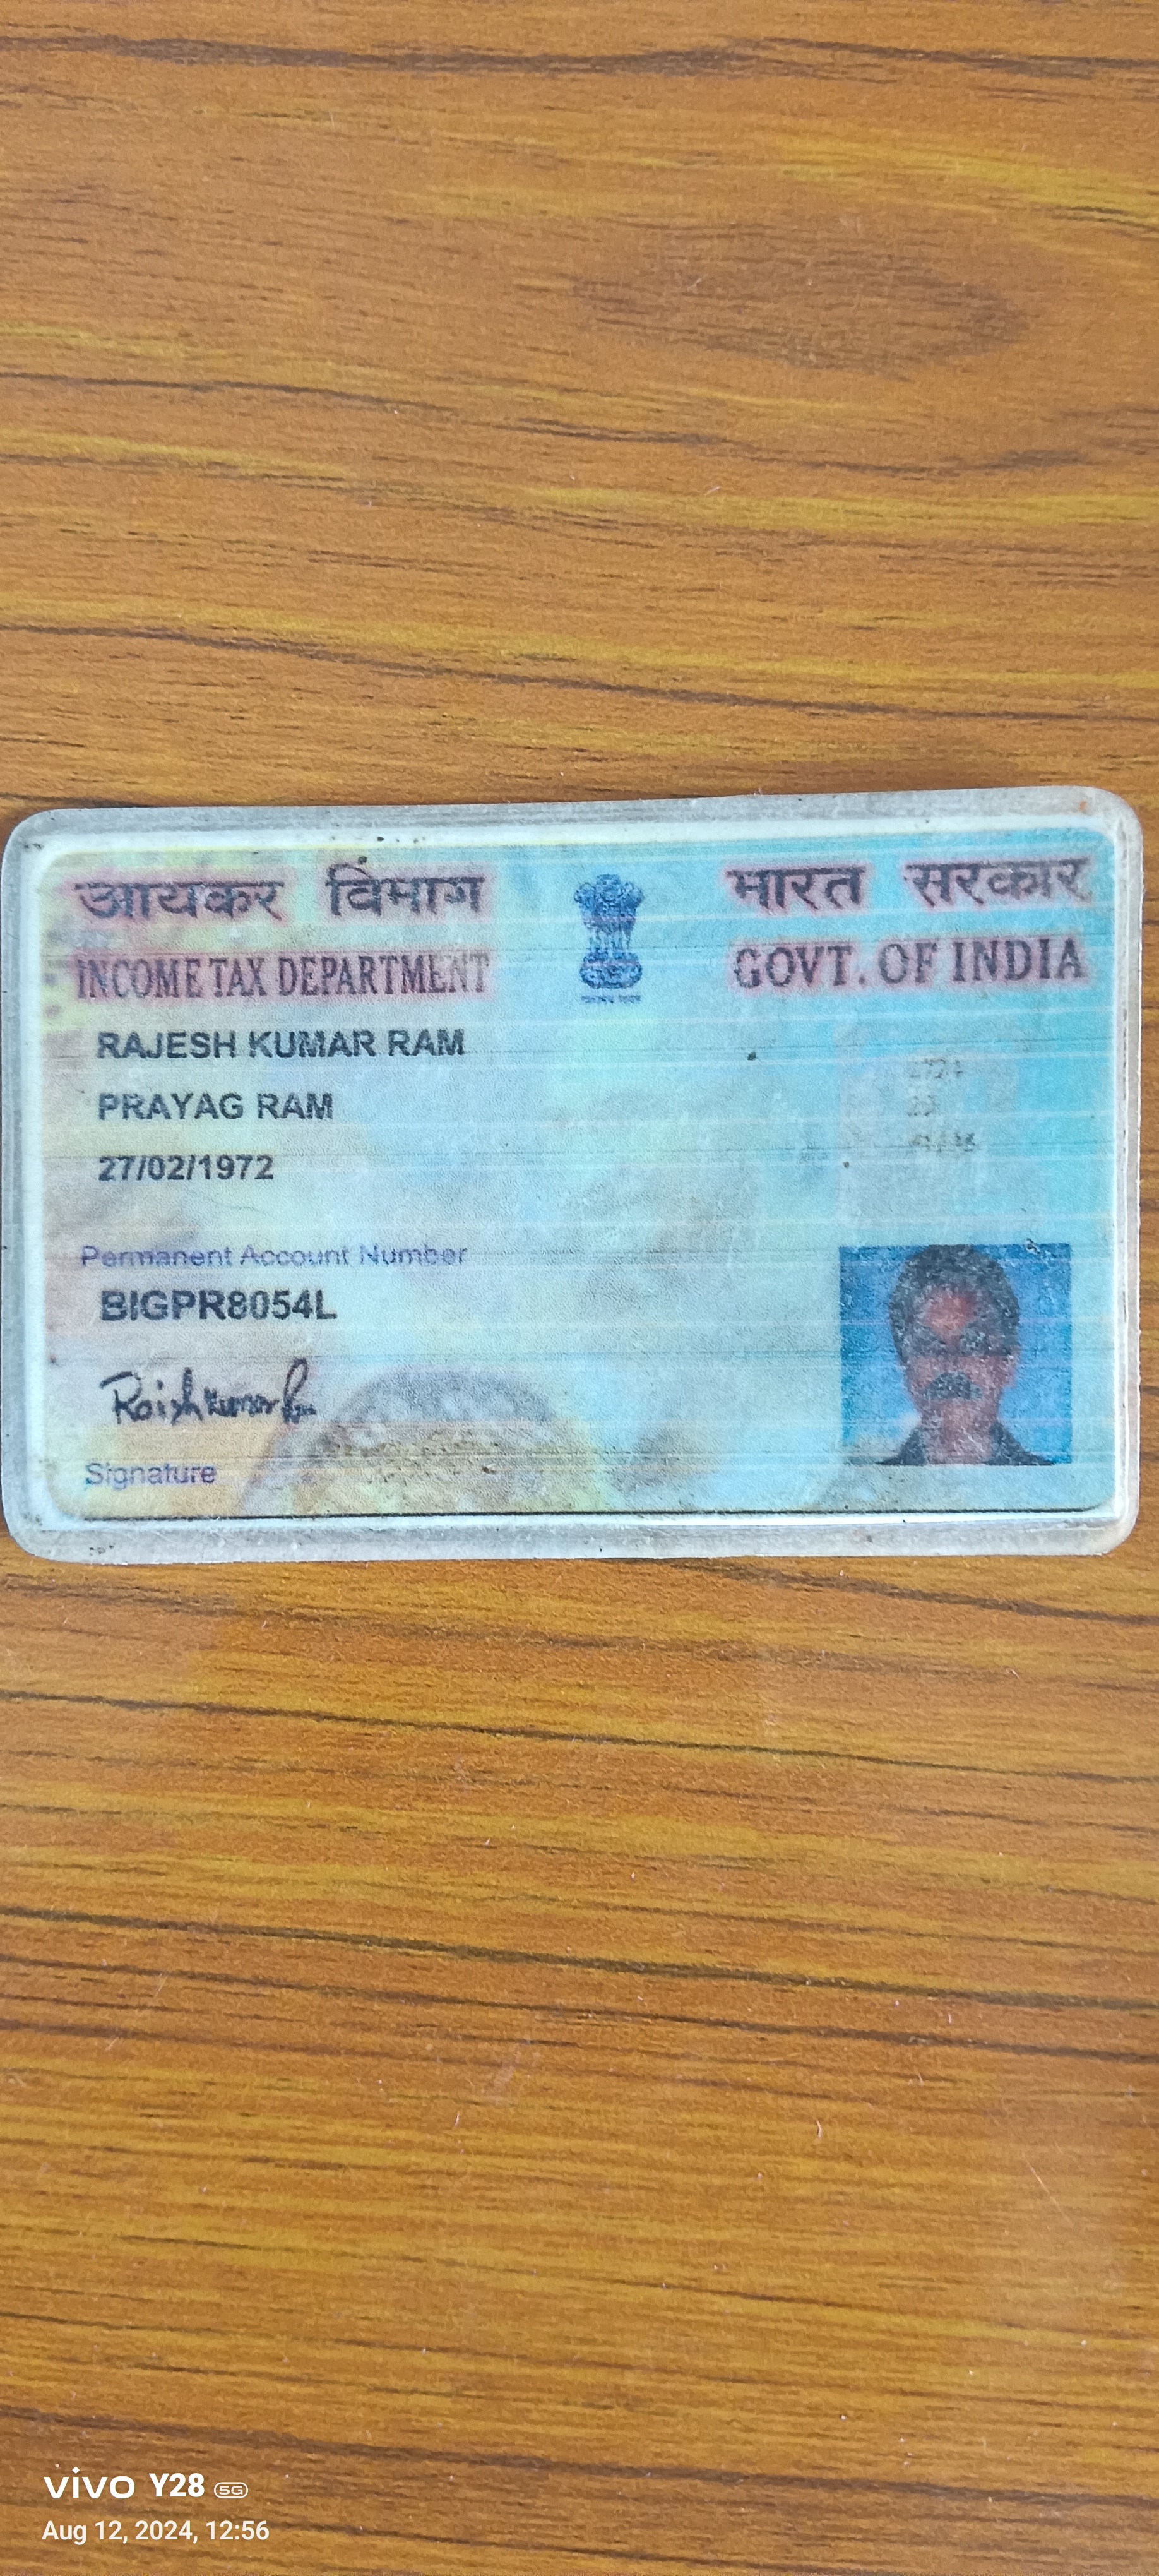 आयकर विभाग
भारत सरकार
INCOME TAX DEPARTMENT
GOVT. OF INDIA
RAJESH KUMAR RAM
PRAYAG RAM
27/02/1972
Permanent Account Number
BIGPR8054L
Signature
vivo Y28 5G
Aug 12, 2024, 12:56